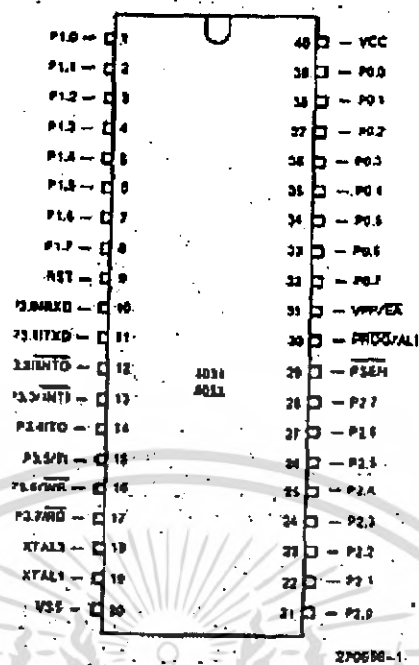 P1.0 1
P1.1 2
P1.2 3
P1.3 4
P1.4 5
P1.5 6
P1.6 7
P1.7 8
RST 9
P3.0/RXD 10
P3.1/TXD 11
P3.2/INT0 12
P3.3/INT1 13
P3.4/T0 14
P3.5/T1 15
P3.6/WR 16
P3.7/RD 17
XTAL2 18
XTAL1 19
VSS 20
8051
40 VCC
39 P0.0
38 P0.1
37 P0.2
36 P0.3
35 P0.4
34 P0.5
33 P0.6
32 P0.7
31 VPP/EA
30 PROG/ALE
29 PSEN
28 P2.7
27 P2.6
26 P2.5
25 P2.4
24 P2.3
23 P2.2
22 P2.1
21 P2.0